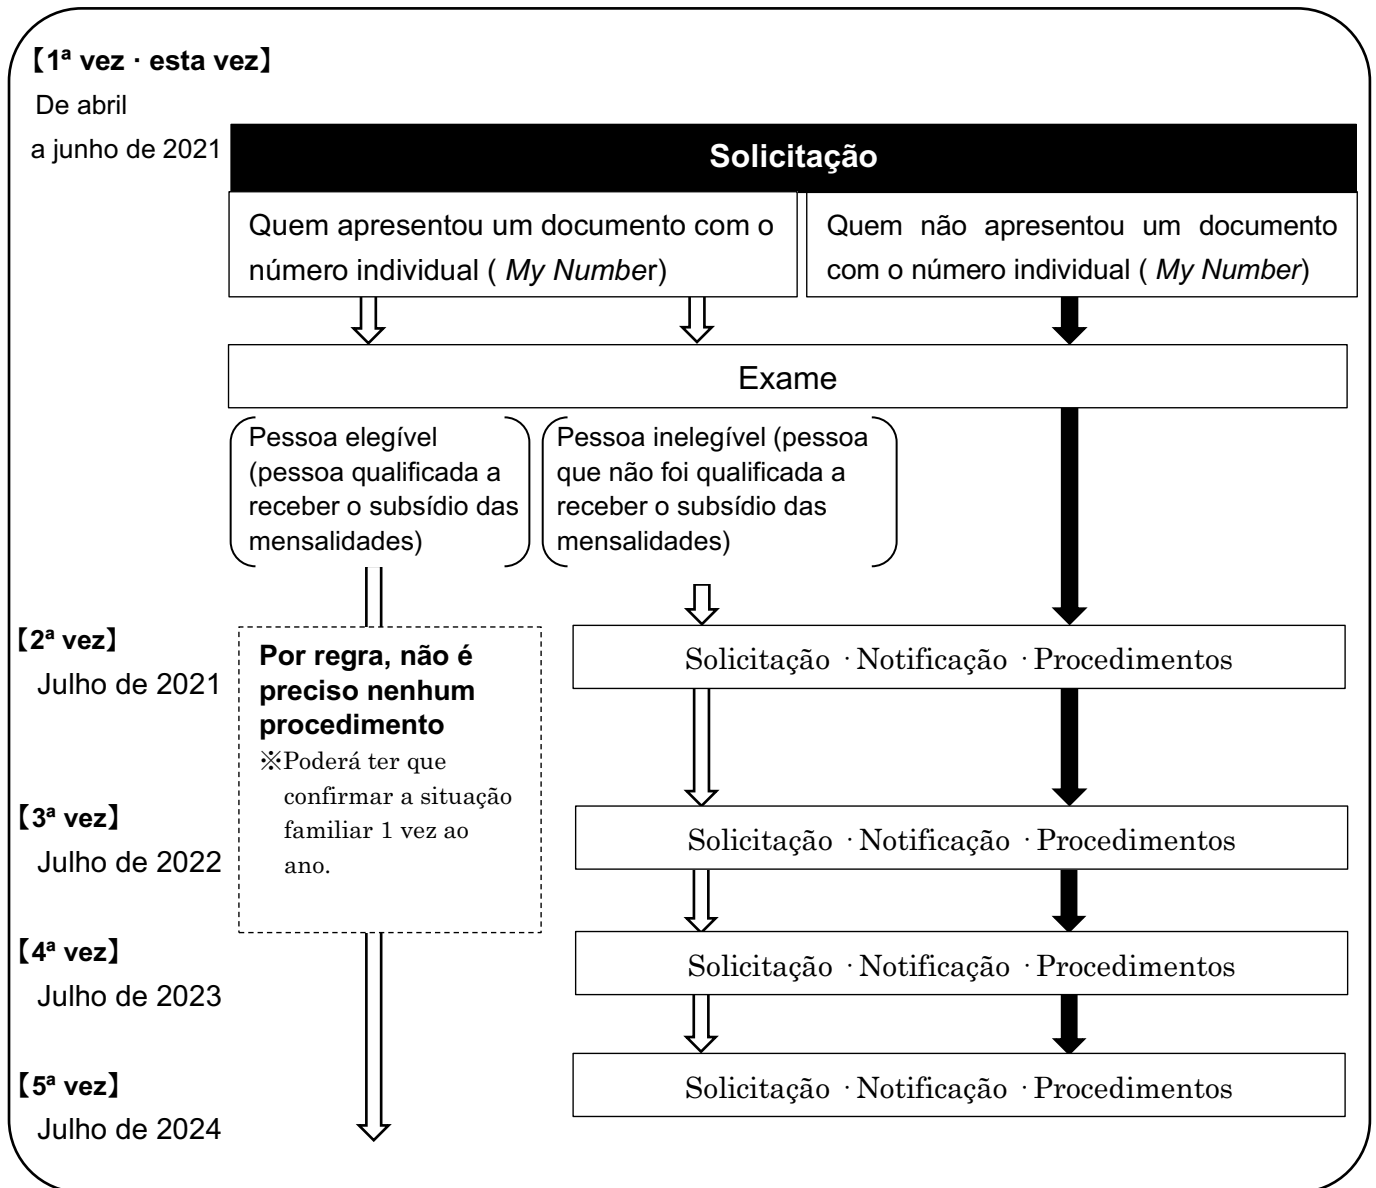 【1ª vez · esta vez】
De abril
a junho de 2021
Solicitação
Quem apresentou um documento com o
número individual ( My Number)
Quem não apresentou um documento
com o número individual ( My Number)
Exame
Pessoa elegível
(pessoa qualificada a
receber o subsídio das
mensalidades)
Pessoa inelegível (pessoa
que não foi qualificada a
receber o subsídio das
mensalidades)
【2ª vez】
Julho de 2021
Por regra, não é
preciso nenhum
procedimento
※Poderá ter que
confirmar a situação
familiar 1 vez ao
ano.
Solicitação ·Notificação ·Procedimentos
【3ª vez】
Julho de 2022
Solicitação ·Notificação ·Procedimentos
【4ª vez】
Julho de 2023
Solicitação ·Notificação ·Procedimentos
【5ª vez】
Julho de 2024
Solicitação ·Notificação ·Procedimentos